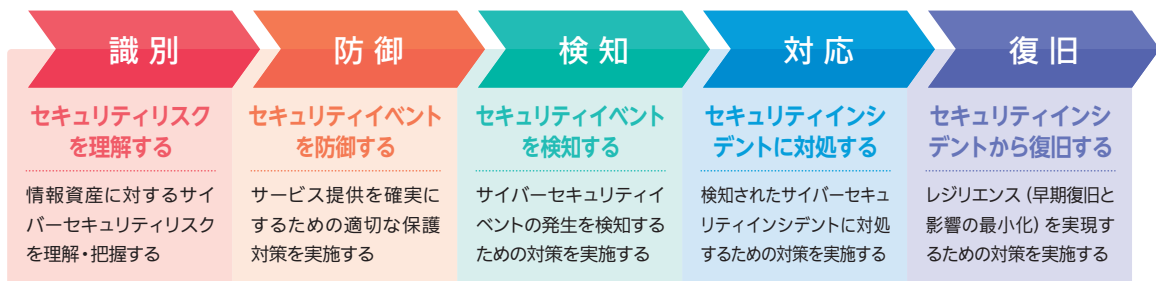 識別
セキュリティリスク
を理解する
情報資産に対するサイ
バーセキュリティリスク
を理解・把握する
防御
セキュリティイベント
を防御する
サービス提供を確実に
するための適切な保護
対策を実施する
検知
セキュリティイベント
を検知する
サイバーセキュリティイ
ベントの発生を検知する
ための対策を実施する
対応
セキュリティインシ
デントに対処する
検知されたサイバーセキュ
リティインシデントに対処
するための対策を実施する
復旧
セキュリティインシ
デントから復旧する
レジリエンス（早期復旧と
影響の最小化）を実現す
るための対策を実施する